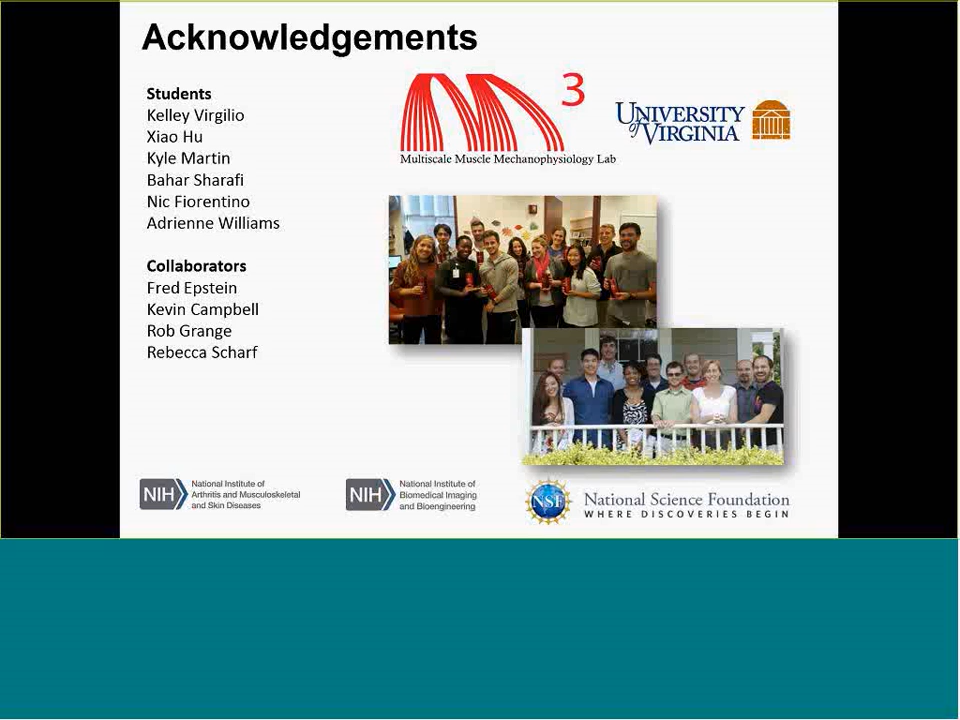 Acknowledgements
Students
Kelley Virgilio
Xiao Hu
Kyle Martin
Bahar Sharafi
Nic Fiorentino
Adrienne Williams
Collaborators
Fred Epstein
Kevin Campbell
Rob Grange
Rebecca Scharf
3
Multiscale Muscle Mechanophysiology Lab
UNIVERSITY
of VIRGINIA
NIH
National Institute of
Arthritis and Musculoskeletal
and Skin Diseases
NIH
National Institute of
Biomedical Imaging
and Bioengineering
NSF
National Science Foundation
WHERE DISCOVERIES BEGIN